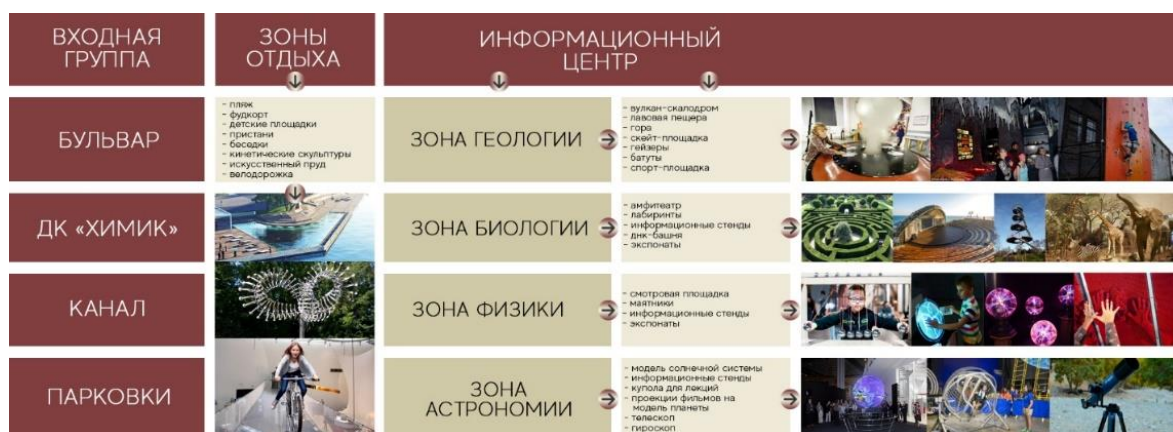 ВХОДНАЯ
ГРУППА
ЗОНЫ
ОТДЫХА
ИНФОРМАЦИОННЫЙ
ЦЕНТР
БУЛЬВАР
- пляж
- фудкорт
- детские площадки
- пристани
- беседки
- кинетические скульптуры
- искусственный пруд
- велодорожка
ЗОНА ГЕОЛОГИИ
- вулкан-скалодром
- лавовая пещера
- гора
- скейт-площадка
- гейзеры
- батуты
- спорт-площадка
ДК «ХИМИК»
ЗОНА БИОЛОГИИ
- амфитеатр
- лабиринты
- информационные стенды
- днк-башня
- экспонаты
КАНАЛ
ЗОНА ФИЗИКИ
- смотровая площадка
- маятники
- информационные стенды
- экспонаты
ПАРКОВКИ
ЗОНА
АСТРОНОМИИ
- модель солнечной системы
- информационные стенды
- купола для лекций
- проекции фильмов на
модель планеты
- телескоп
- гироскоп